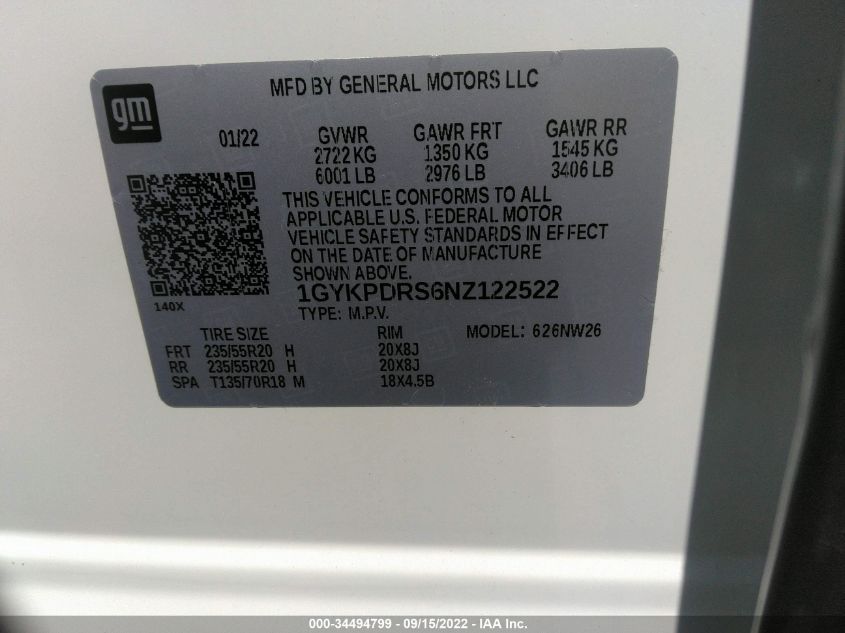 gm
MFD BY GENERAL MOTORS LLC
01/22 GVWR GAWR FRT GAWR RR
2722 KG 1350 KG 1545 KG
6001 LB 2976 LB 3406 LB
THIS VEHICLE CONFORMS TO ALL
APPLICABLE U.S. FEDERAL MOTOR
VEHICLE SAFETY STANDARDS IN EFFECT
ON THE DATE OF MANUFACTURE
SHOWN ABOVE.
140X
1GYKPDRS6NZ122522
TYPE: M.P.V.
TIRE SIZE RIM MODEL: 626NW26
FRT 235/55R20 H 20X8J
RR 235/55R20 H 20X8J
SPA T135/70R18 M 18X4.5B
000-34494799 - 09/15/2022 - IAA Inc.